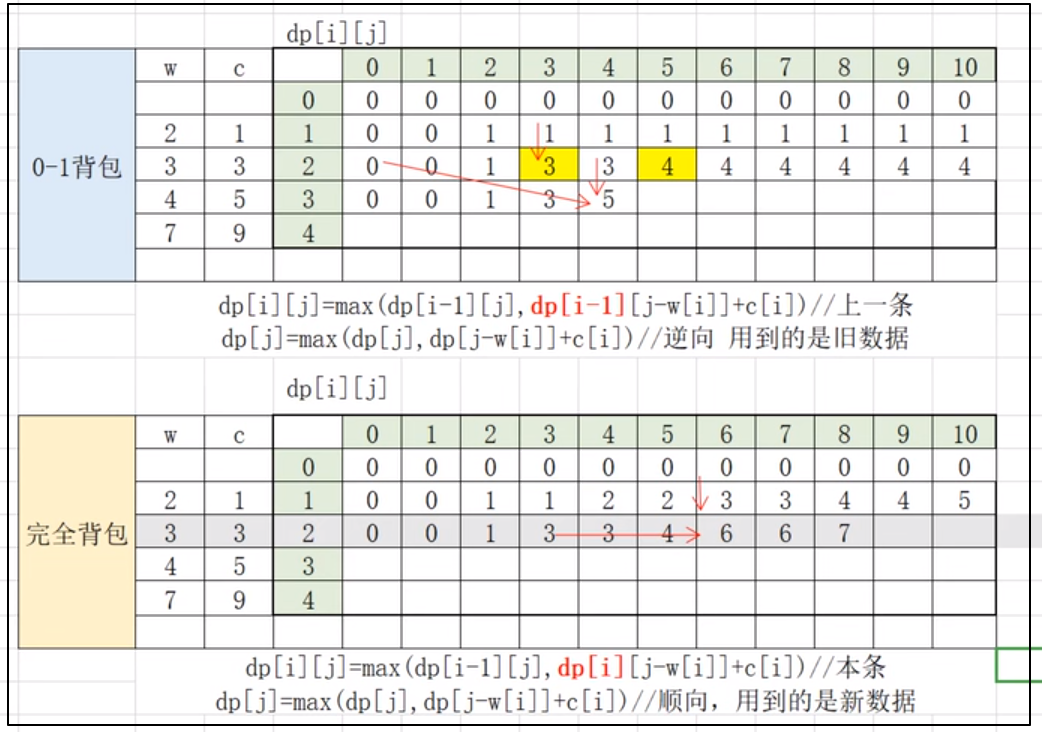 dp[i][j]
w c 0 1 2 3 4 5 6 7 8 9 10
0 0 0 0 0 0 0 0 0 0 0 0
2 1 1 0 0 1 1 1 1 1 1 1 1 1
0-1背包 3 3 2 0 0 1 3 3 4 4 4 4 4 4
4 5 3 0 0 1 3 5
7 9 4
dp[i][j]=max(dp[i-1][j],dp[i-1][j-w[i]]+c[i])//上一条
dp[j]=max(dp[j],dp[j-w[i]]+c[i])//逆向 用到的是旧数据
dp[i][j]
w c 0 1 2 3 4 5 6 7 8 9 10
0 0 0 0 0 0 0 0 0 0 0 0
2 1 1 0 0 1 1 2 2 3 3 4 4 5
完全背包 3 3 2 0 0 1 3 3 4 6 6 7
4 5 3
7 9 4
dp[i][j]=max(dp[i-1][j],dp[i][j-w[i]]+c[i])//本条
dp[j]=max(dp[j],dp[j-w[i]]+c[i])//顺向，用到的是新数据